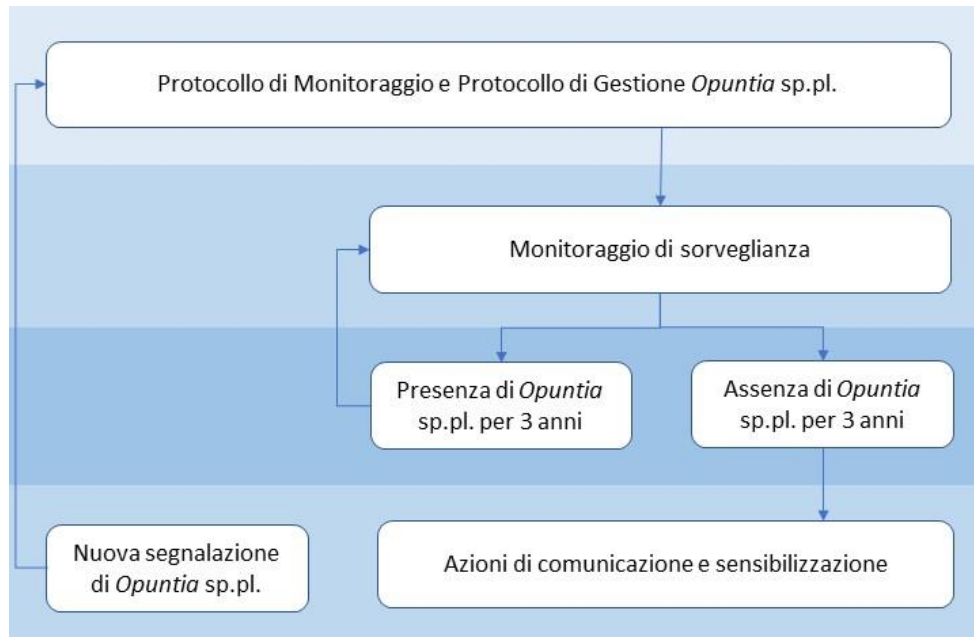 Protocollo di Monitoraggio e Protocollo di Gestione Opuntia sp.pl.
Monitoraggio di sorveglianza
Presenza di Opuntia
sp.pl. per 3 anni
Assenza di Opuntia
sp.pl. per 3 anni
Nuova segnalazione
di Opuntia sp.pl.
Azioni di comunicazione e sensibilizzazione